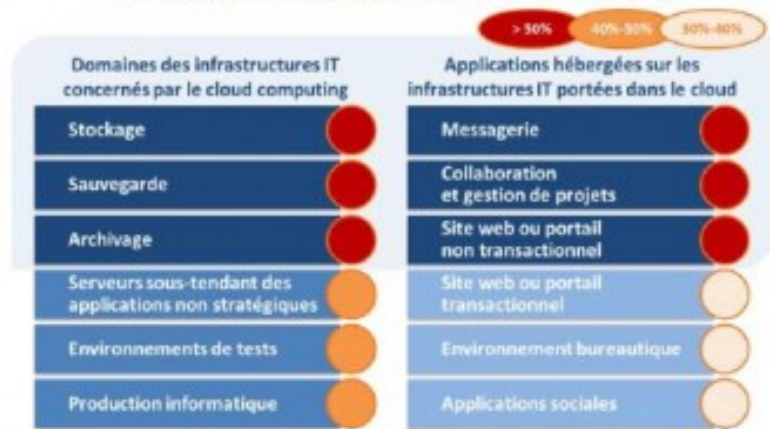 > 50%
40%-50%
30%-40%
Domaines des infrastructures IT
concernés par le cloud computing
Stockage
Sauvegarde
Archivage
Serveurs sous-tendant des
applications non stratégiques
Environnements de tests
Production informatique
Applications hébergées sur les
infrastructures IT portées dans le cloud
Messagerie
Collaboration
et gestion de projets
Site web ou portail
non transactionnel
Site web ou portail
transactionnel
Environnement bureautique
Applications sociales